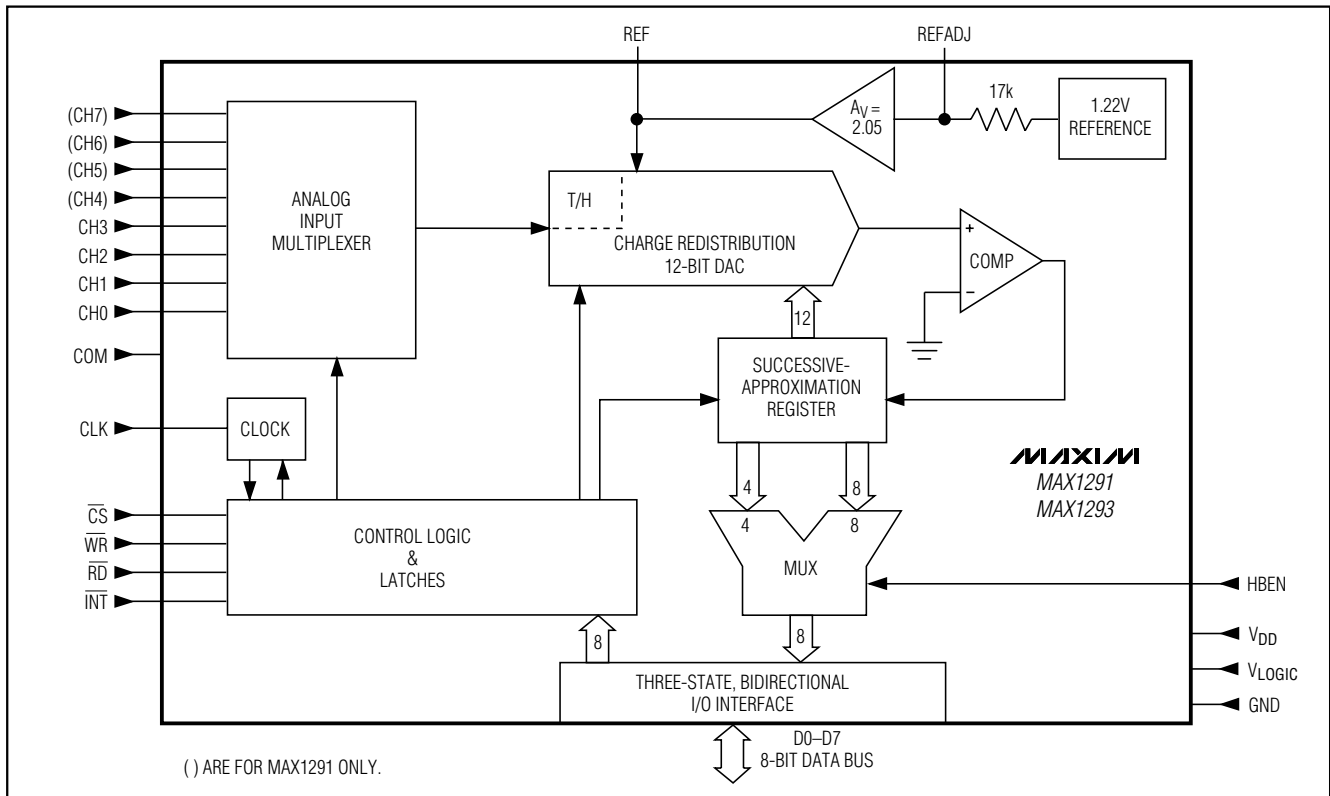 REF
REFADJ
(CH7)
(CH6)
(CH5)
(CH4)
CH3
CH2
CH1
CH0
COM
CLK
CS
WR
RD
INT
ANALOG
INPUT
MULTIPLEXER
CLOCK
CONTROL LOGIC
&
LATCHES
AV =
2.05
17k
1.22V
REFERENCE
T/H
CHARGE REDISTRIBUTION
12-BIT DAC
+
COMP
−
12
SUCCESSIVE-
APPROXIMATION
REGISTER
4
8
4
8
MUX
8
8
THREE-STATE, BIDIRECTIONAL
I/O INTERFACE
MAXIM
MAX1291
MAX1293
HBEN
VDD
VLOGIC
GND
D0–D7
8-BIT DATA BUS
( ) ARE FOR MAX1291 ONLY.